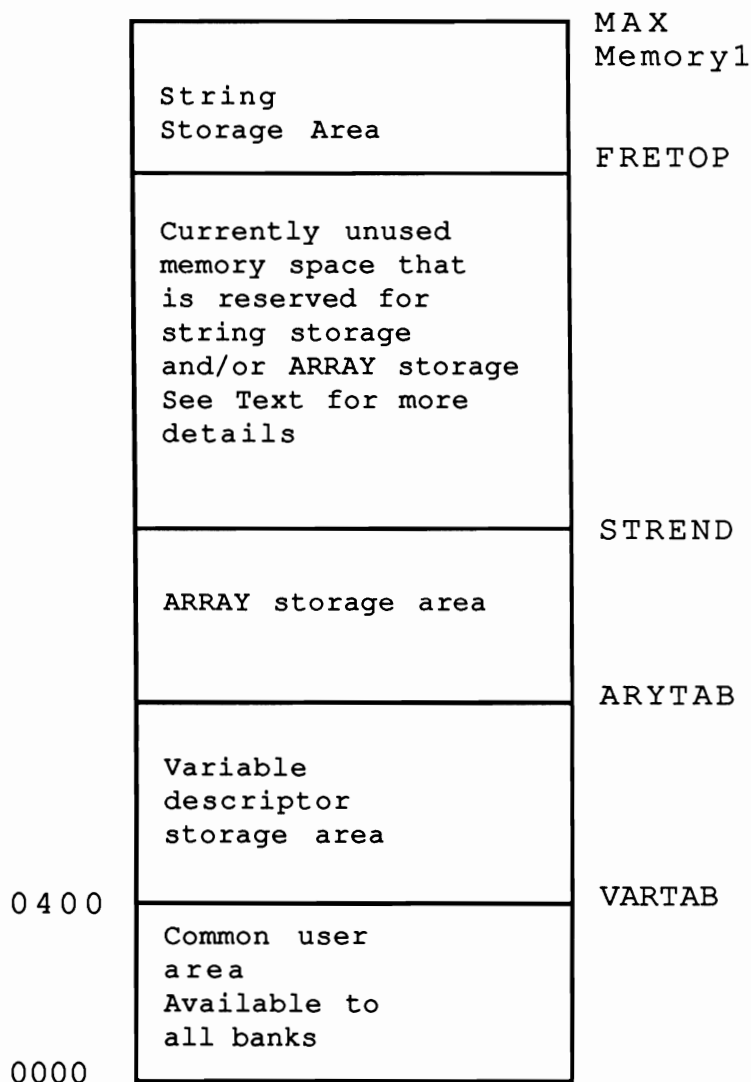 MAX
Memory1
String
Storage Area
FRETOP
Currently unused
memory space that
is reserved for
string storage
and/or ARRAY storage
See Text for more
details
STREND
ARRAY storage area
ARYTAB
Variable
descriptor
storage area
0400
VARTAB
Common user
area
Available to
all banks
0000